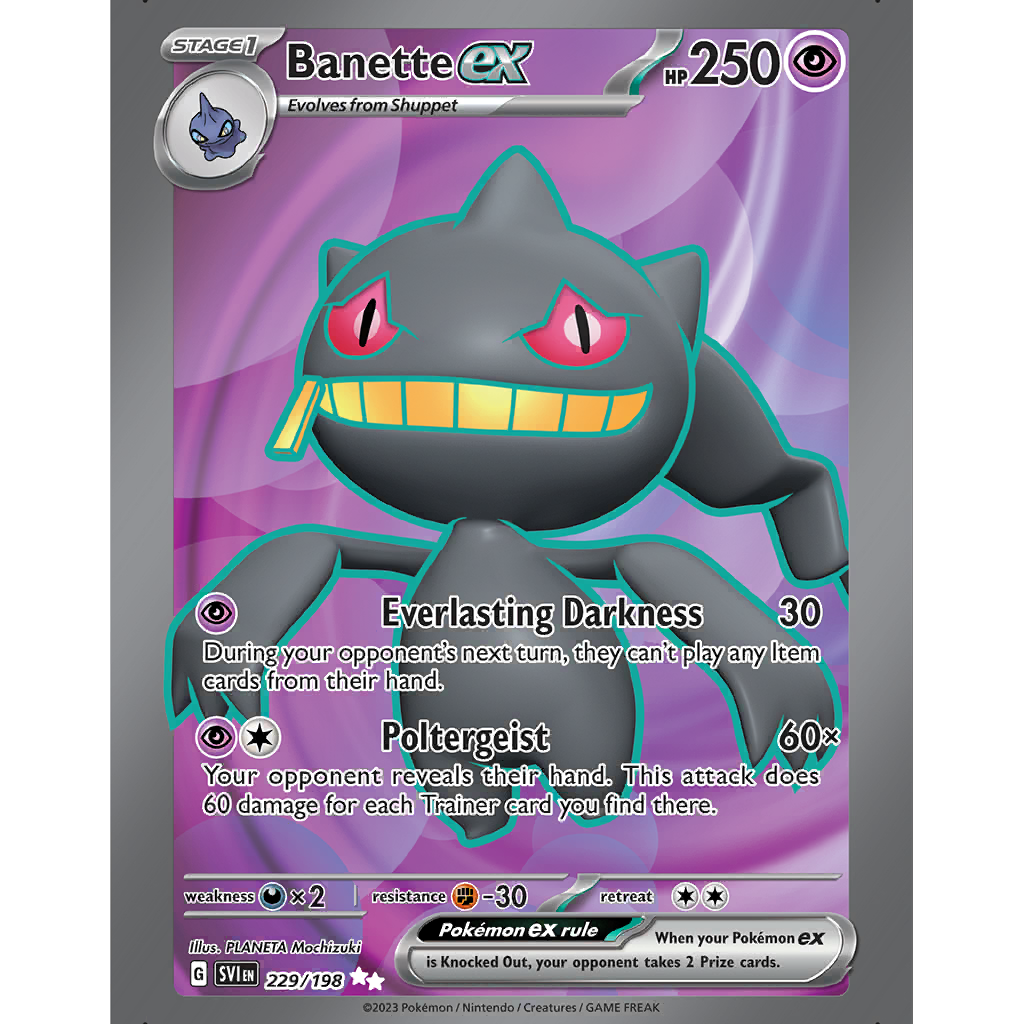 STAGE 1
Banette ex
HP 250
Evolves from Shuppet
Everlasting Darkness 30
During your opponent's next turn, they can't play any Item
cards from their hand.
Poltergeist 60×
Your opponent reveals their hand. This attack does
60 damage for each Trainer card you find there.
weakness ×2 resistance -30 retreat
Pokémon ex rule
When your Pokémon ex
is Knocked Out, your opponent takes 2 Prize cards.
Illus. PLANETA Mochizuki
G SVI EN 229/198
©2023 Pokémon / Nintendo / Creatures / GAME FREAK